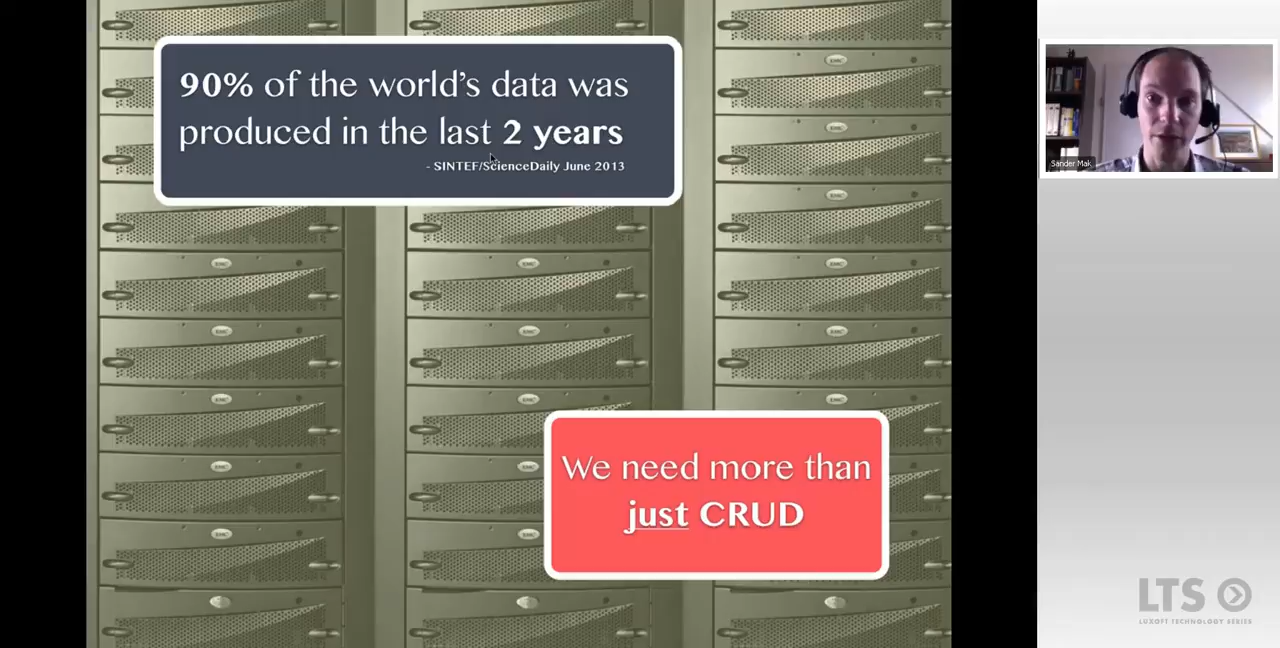 90% of the world's data was
produced in the last 2 years
- SINTEF/ScienceDaily June 2013
We need more than
just CRUD
Sander Mak
LTS
LUXOFT TECHNOLOGY SERIES